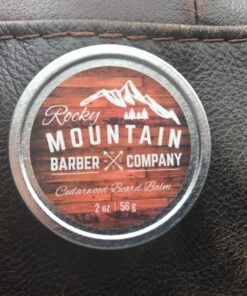 Rocky
MOUNTAIN
BARBER COMPANY
Cedarwood Beard Balm
2 oz | 56 g